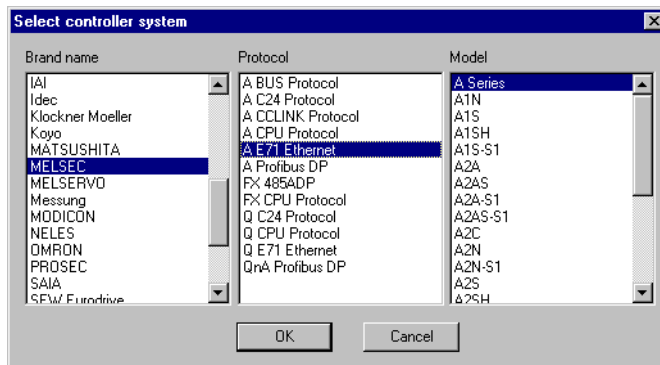 Select controller system
Brand name
IAI
Idec
Klockner Moeller
Koyo
MATSUSHITA
MELSEC
MELSERVO
Messung
MODICON
NELES
OMRON
PROSEC
SAIA
SEW Eurodrive
Protocol
A BUS Protocol
A C24 Protocol
A CCLINK Protocol
A CPU Protocol
A E71 Ethernet
A Profibus DP
FX 485ADP
FX CPU Protocol
Q C24 Protocol
Q CPU Protocol
Q E71 Ethernet
QnA Profibus DP
Model
A Series
A1N
A1S
A1SH
A1S-S1
A2A
A2AS
A2A-S1
A2AS-S1
A2C
A2N
A2N-S1
A2S
A2SH
OK
Cancel